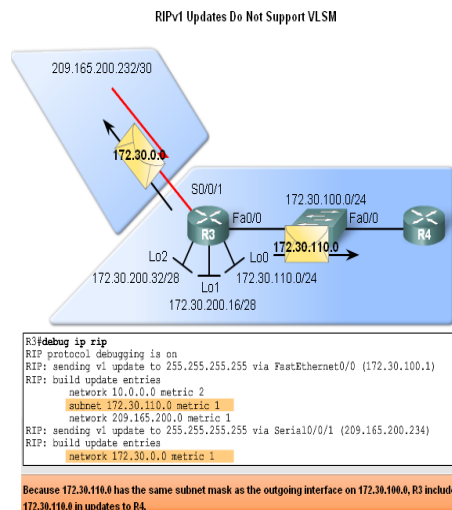 RIPv1 Updates Do Not Support VLSM
209.165.200.232/30
172.30.0.0
S0/0/1
172.30.100.0/24
Fa0/0
Fa0/0
R3
R4
172.30.110.0
Lo2
Lo0
172.30.200.32/28
172.30.110.0/24
Lo1
172.30.200.16/28
R3#debug ip rip
RIP protocol debugging is on
RIP: sending v1 update to 255.255.255.255 via FastEthernet0/0 (172.30.100.1)
RIP: build update entries
network 10.0.0.0 metric 2
subnet 172.30.110.0 metric 1
network 209.165.200.0 metric 1
RIP: sending v1 update to 255.255.255.255 via Serial0/0/1 (209.165.200.234)
RIP: build update entries
network 172.30.0.0 metric 1
Because 172.30.110.0 has the same subnet mask as the outgoing interface on 172.30.100.0, R3 include
172.30.110.0 in updates to R4.